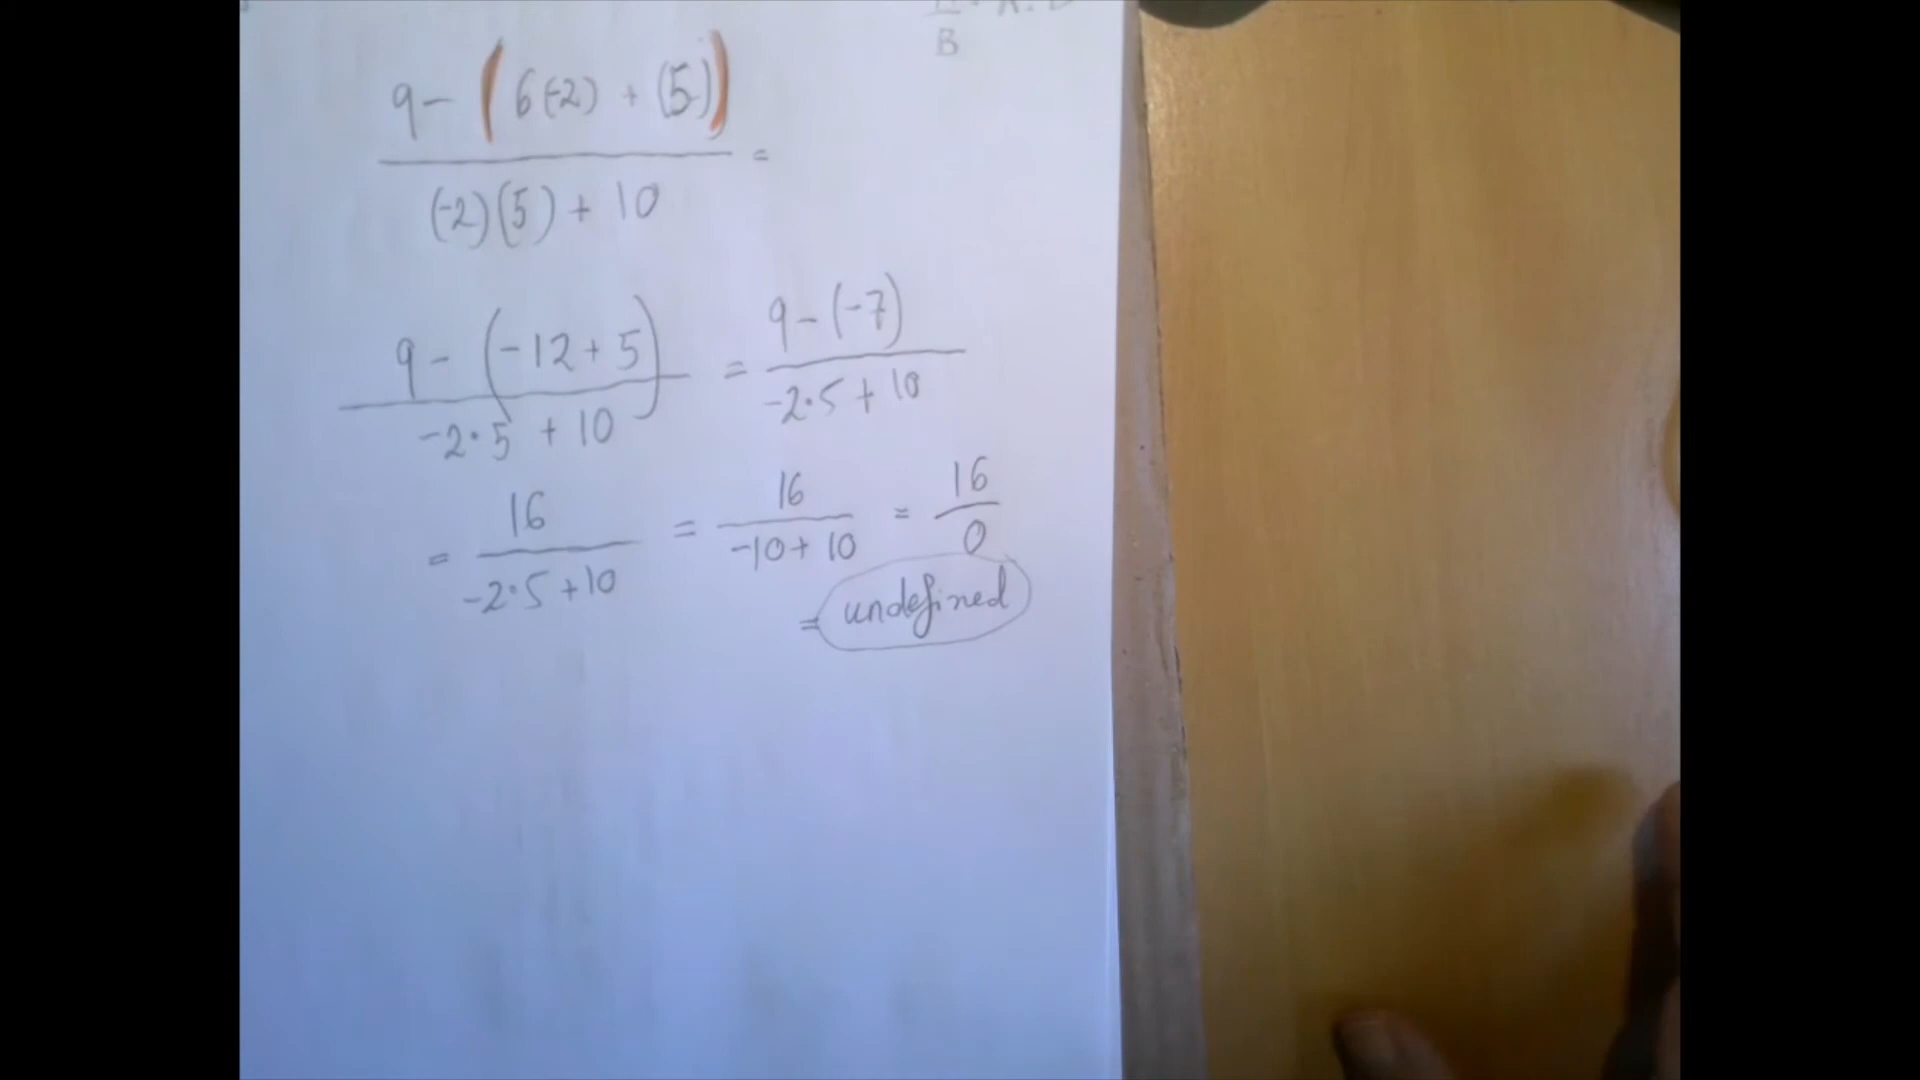 B
9 - ( 6(-2) + (5) )
(-2)(5) + 10 =
9 - (-12 + 5) = 9 - (-7)
-2·5 + 10 -2·5 + 10
= 16 = 16 = 16
-2·5 + 10 -10 + 10 0
= undefined